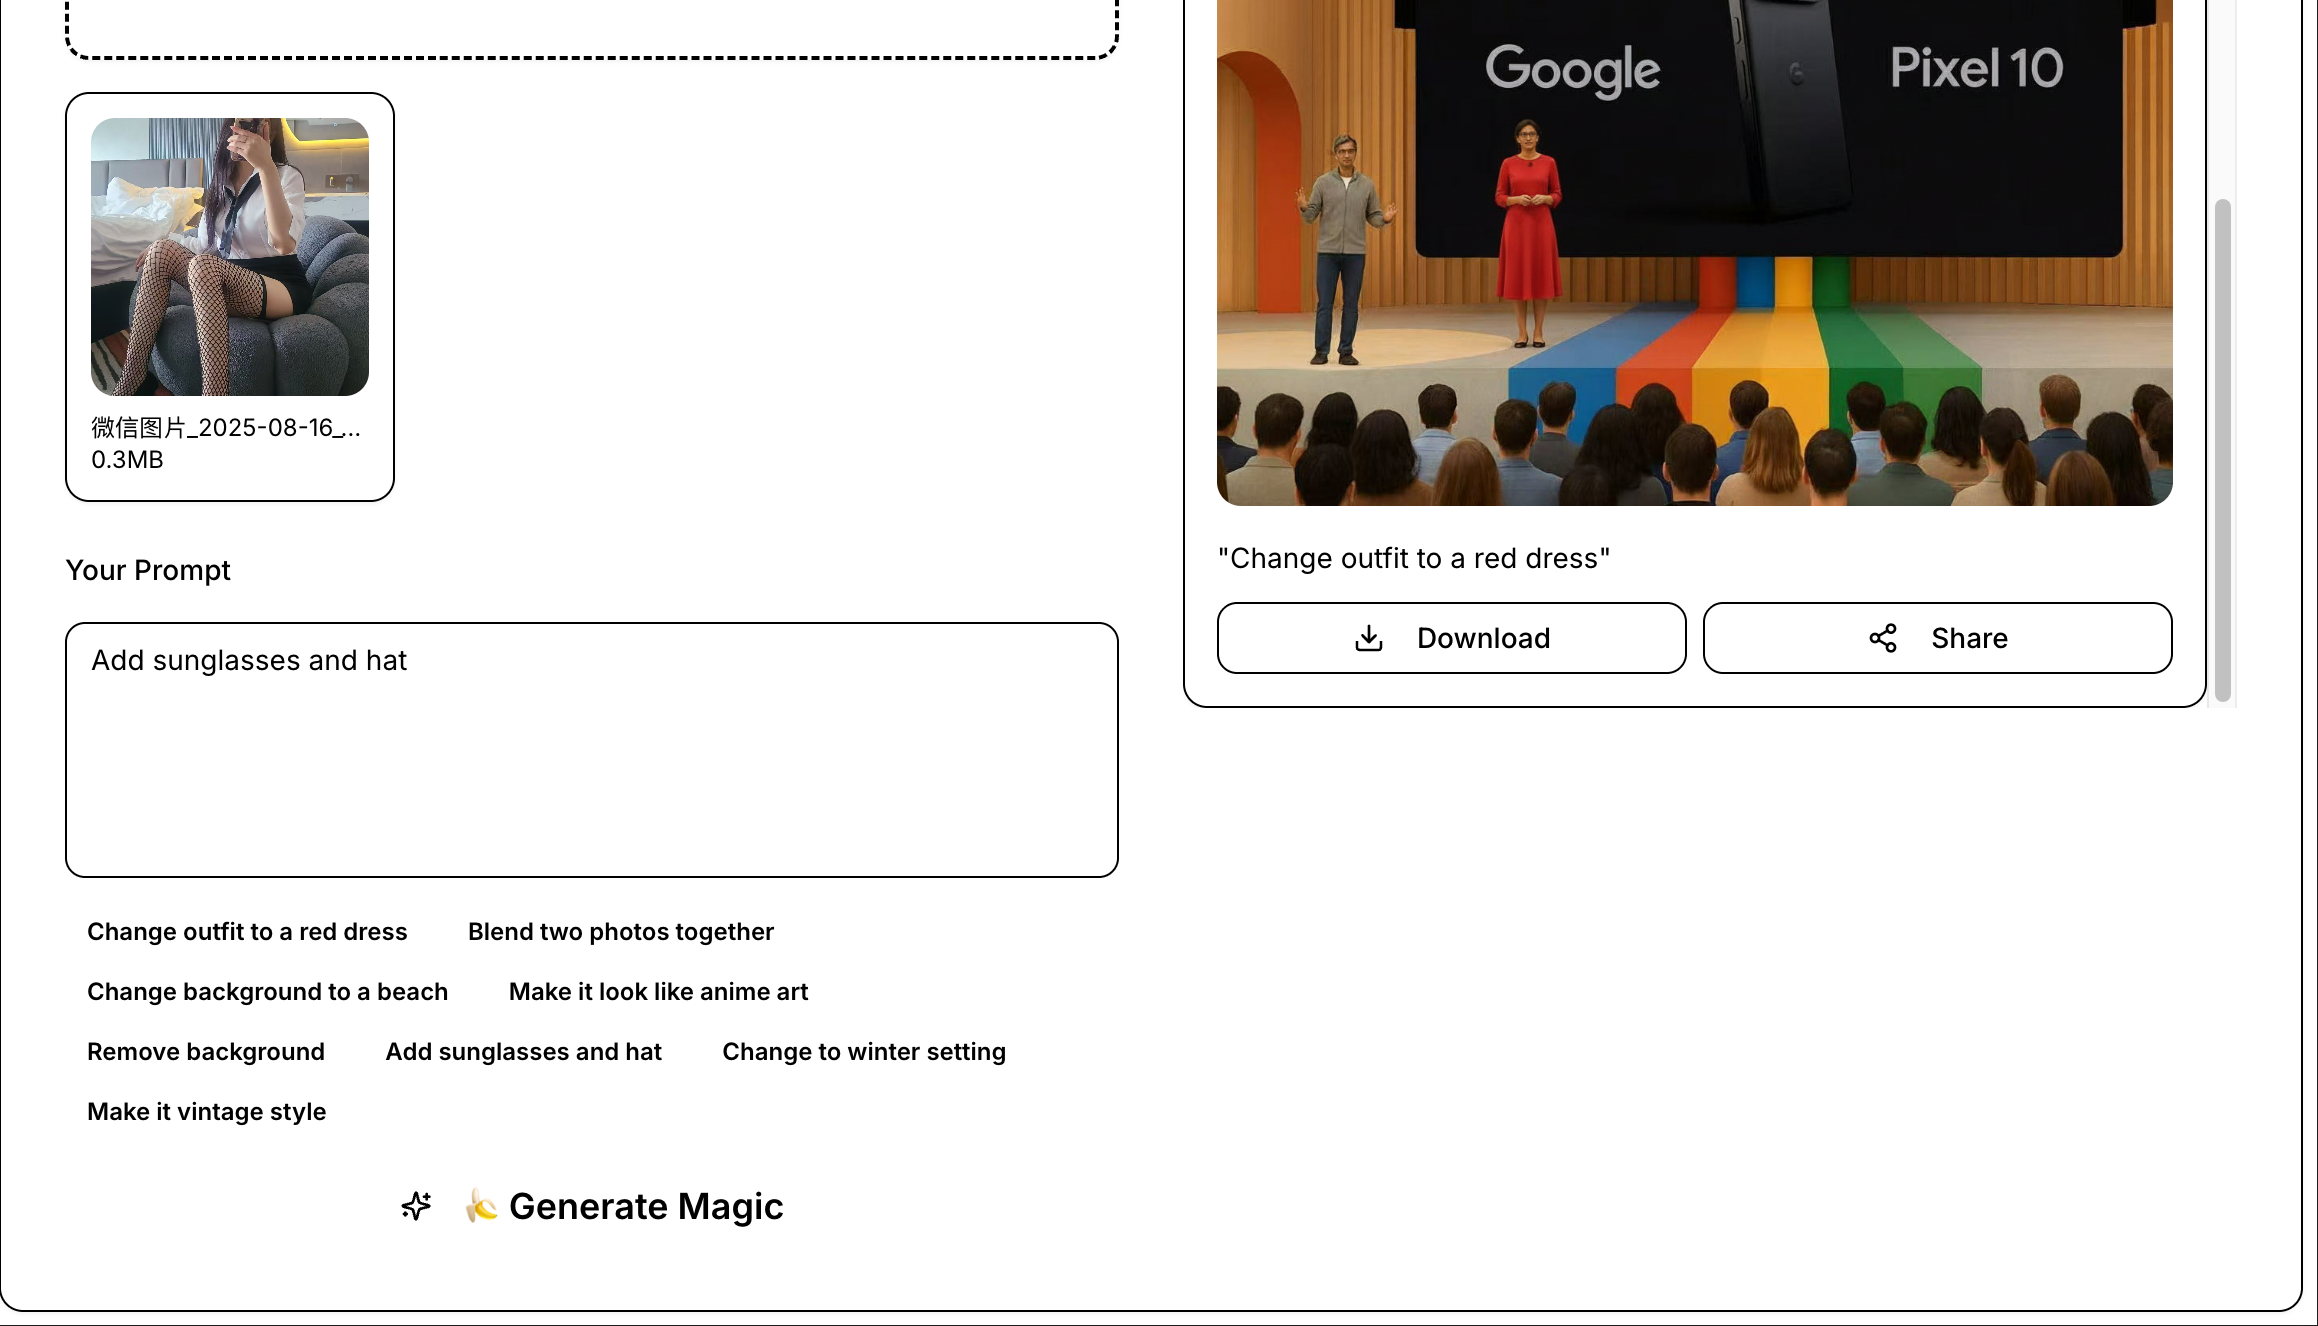 微信图片_2025-08-16_...
0.3MB
Your Prompt
Add sunglasses and hat
Change outfit to a red dress
Blend two photos together
Change background to a beach
Make it look like anime art
Remove background
Add sunglasses and hat
Change to winter setting
Make it vintage style
🍌 Generate Magic
Google
Pixel 10
"Change outfit to a red dress"
Download
Share